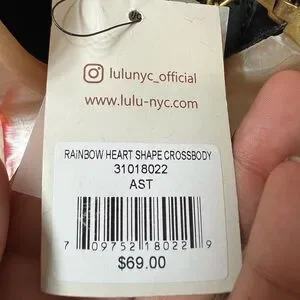 lulunyc_official
www.lulu-nyc.com
RAINBOW HEART SHAPE CROSSBODY
31018022
AST
7 09752 18022 9
$69.00